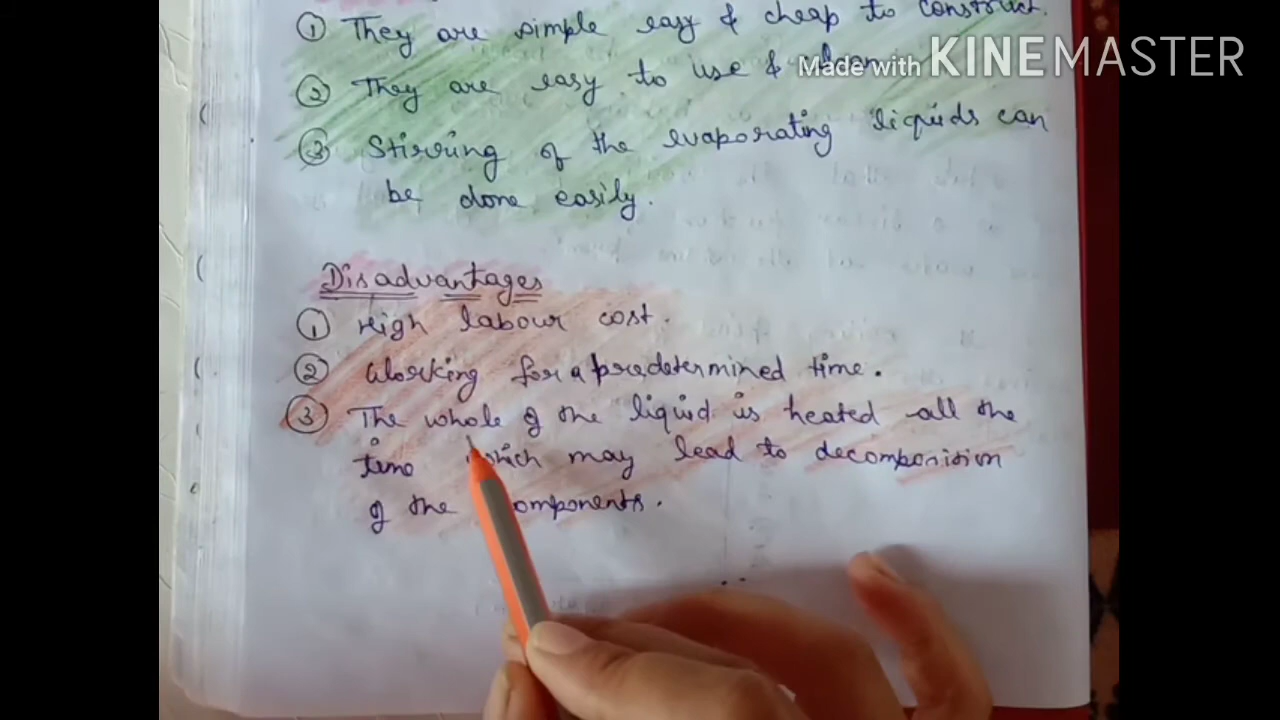 ① They are simple easy & cheap to construct.
② They are easy to use & clean
Made with KINEMASTER
③ Stirring of the evaporating liquids can
be done easily.
Disadvantages
① High labour cost.
② Working for a predetermined time.
③ The whole of the liquid is heated all the
time which may lead to decomposition
of the components.